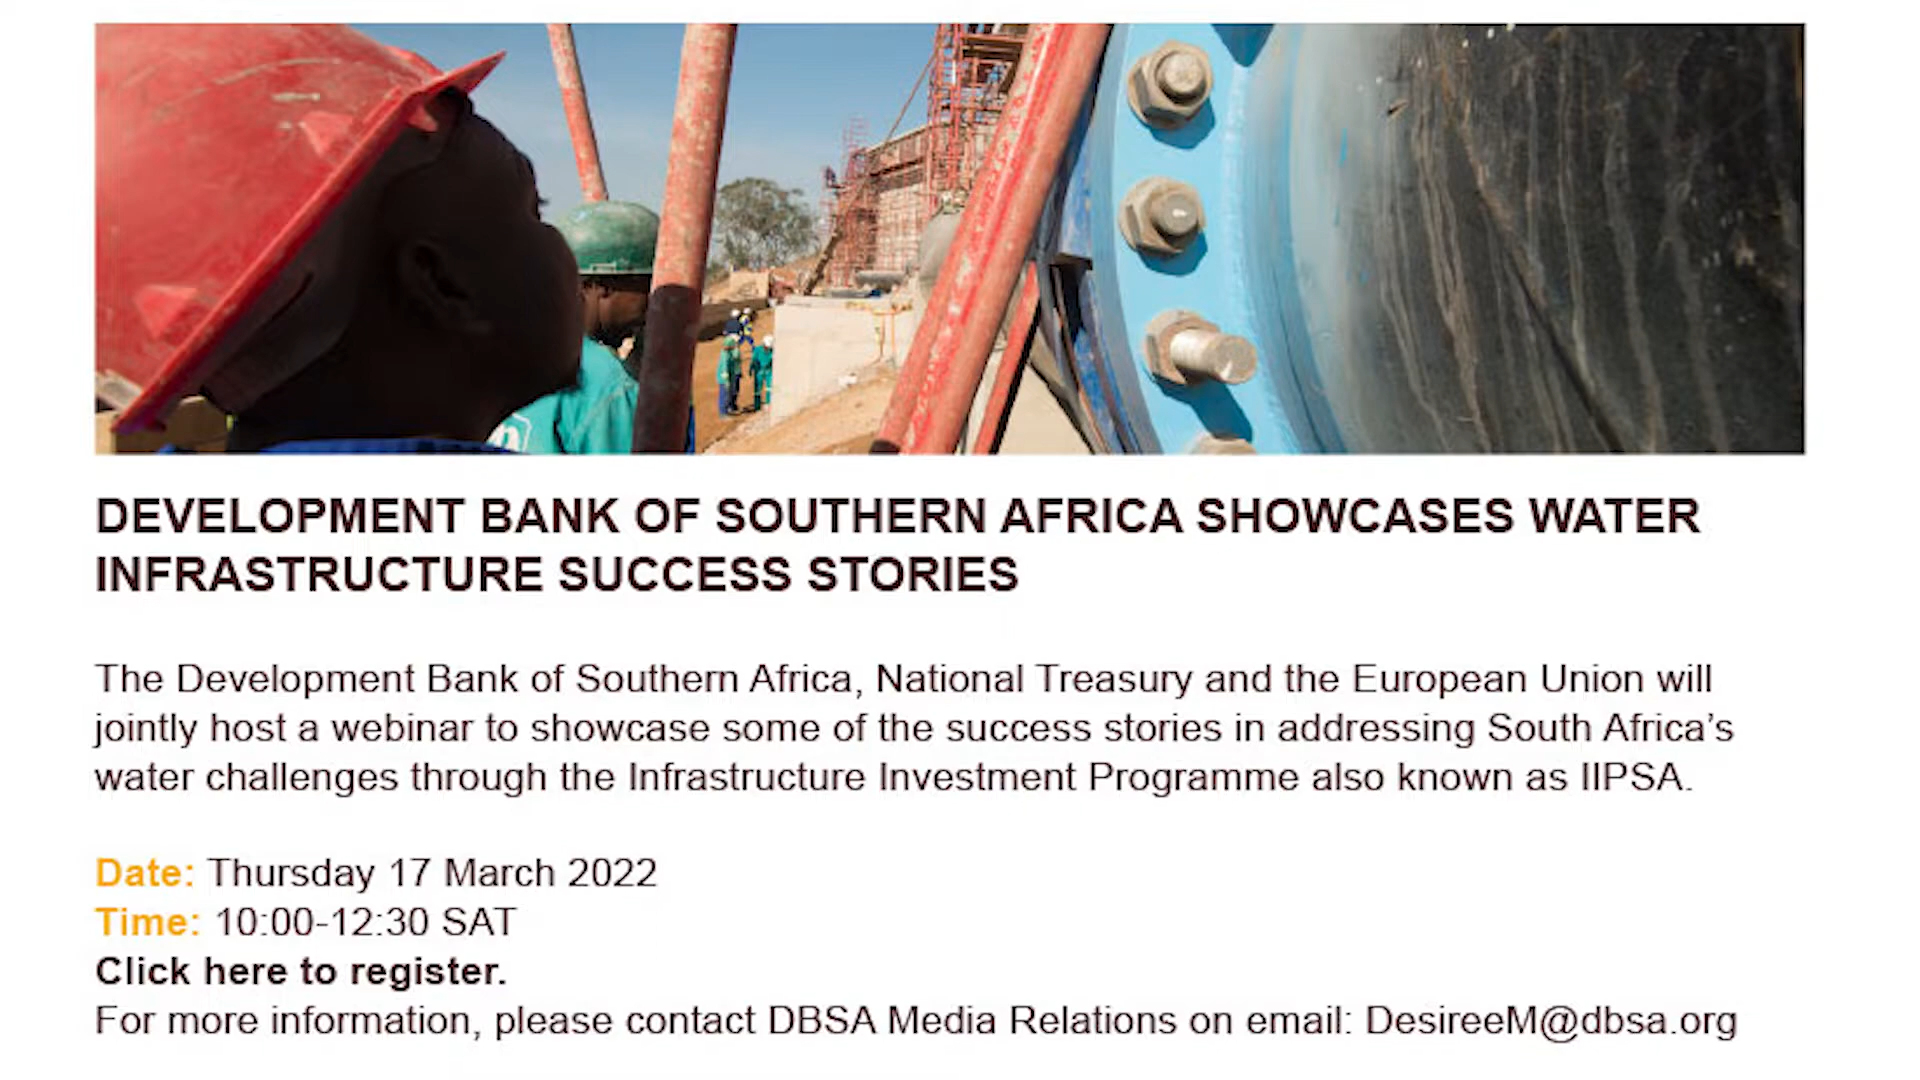 DEVELOPMENT BANK OF SOUTHERN AFRICA SHOWCASES WATER
INFRASTRUCTURE SUCCESS STORIES
The Development Bank of Southern Africa, National Treasury and the European Union will
jointly host a webinar to showcase some of the success stories in addressing South Africa’s
water challenges through the Infrastructure Investment Programme also known as IIPSA.
Date: Thursday 17 March 2022
Time: 10:00-12:30 SAT
Click here to register.
For more information, please contact DBSA Media Relations on email: DesireeM@dbsa.org